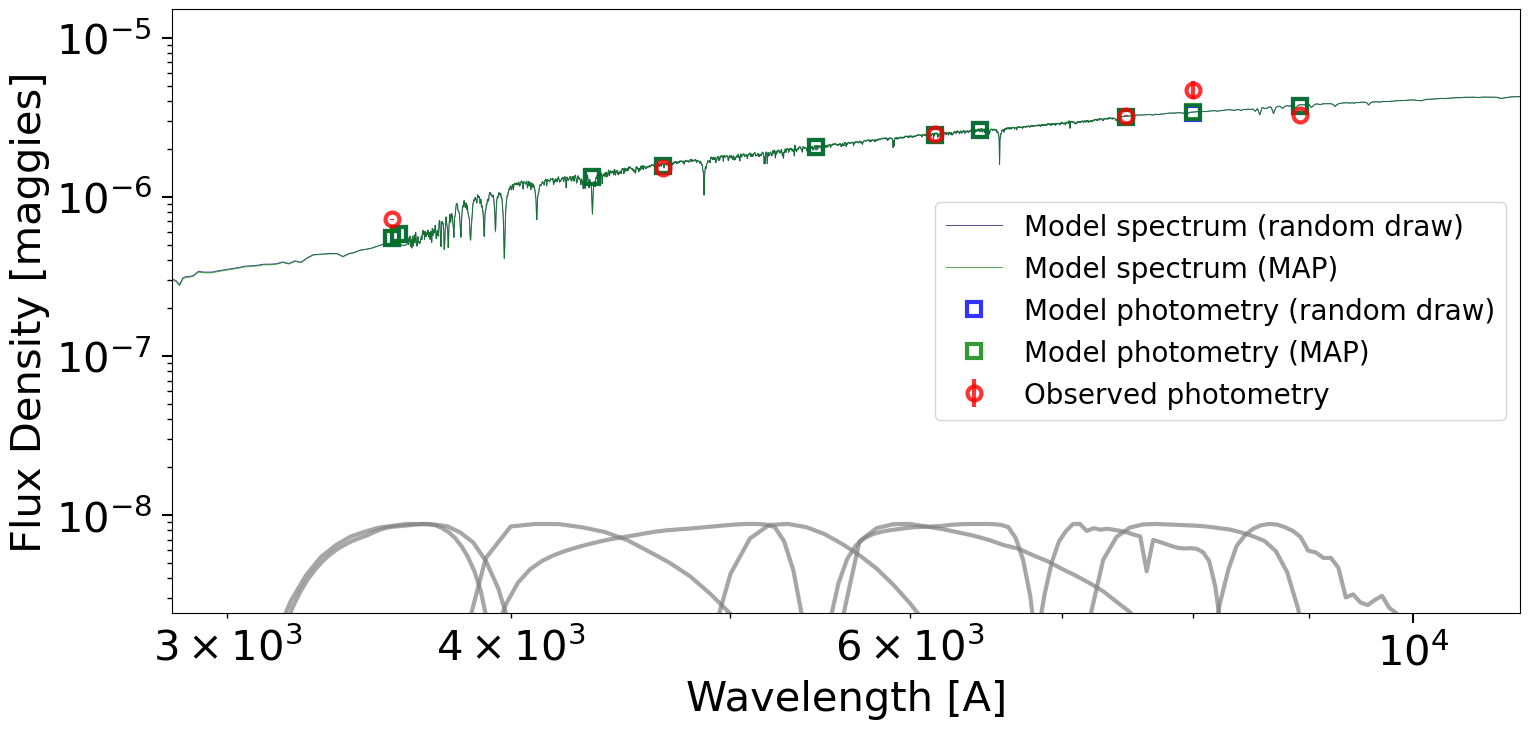 10⁻⁵
10⁻⁶
10⁻⁷
10⁻⁸
Flux Density [maggies]
Model spectrum (random draw)
Model spectrum (MAP)
Model photometry (random draw)
Model photometry (MAP)
Observed photometry
3 × 10³
4 × 10³
6 × 10³
10⁴
Wavelength [A]